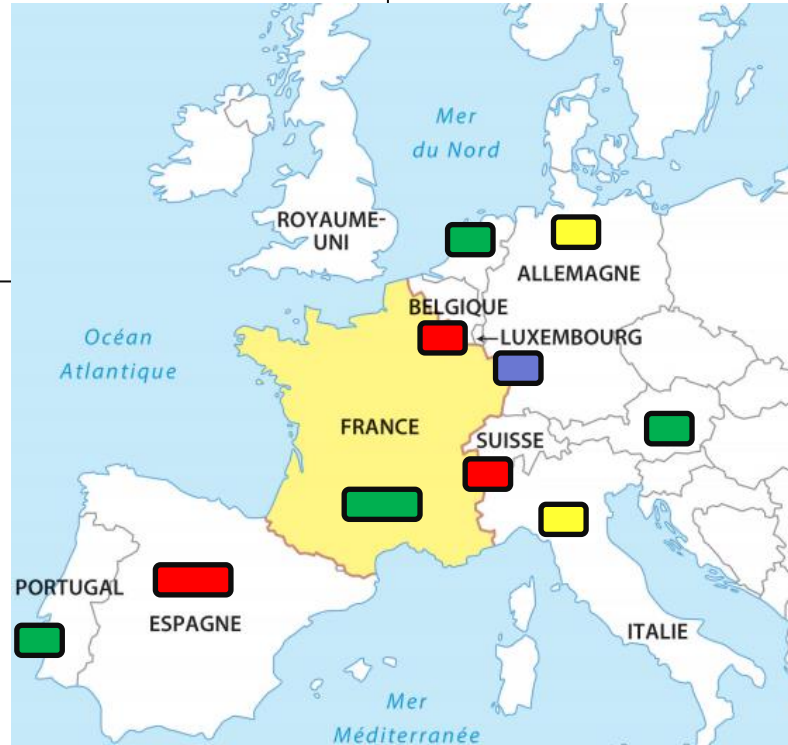 Mer
du Nord
ROYAUME-
UNI
ALLEMAGNE
BELGIQUE
LUXEMBOURG
Océan
Atlantique
FRANCE
SUISSE
PORTUGAL
ESPAGNE
ITALIE
Mer
Méditerranée